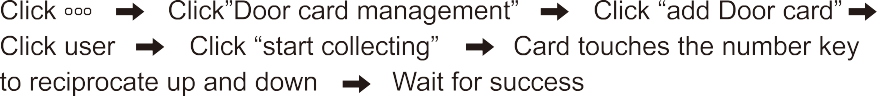 Click ○○○ ➡ Click”Door card management” ➡ Click “add Door card” ➡
Click user ➡ Click “start collecting” ➡ Card touches the number key
to reciprocate up and down ➡ Wait for success